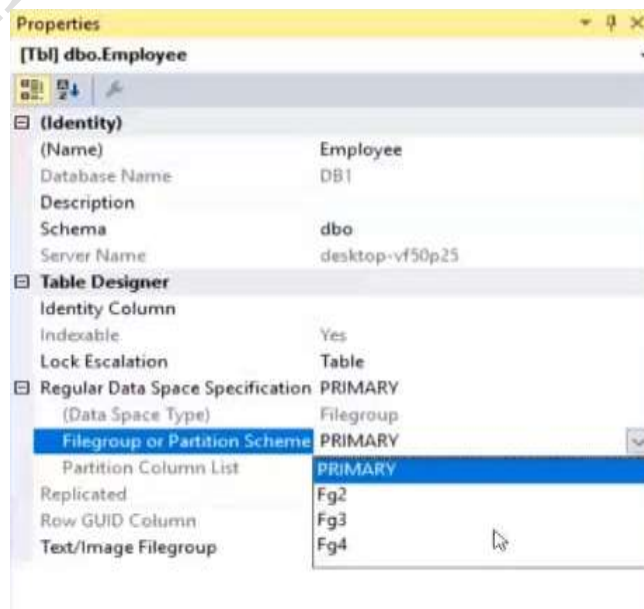 Properties
[Tbl] dbo.Employee
(Identity)
(Name) Employee
Database Name DB1
Description
Schema dbo
Server Name desktop-vf50p25
Table Designer
Identity Column
Indexable Yes
Lock Escalation Table
Regular Data Space Specification PRIMARY
(Data Space Type) Filegroup
Filegroup or Partition Scheme PRIMARY
Partition Column List PRIMARY
Replicated Fg2
Row GUID Column Fg3
Text/Image Filegroup Fg4